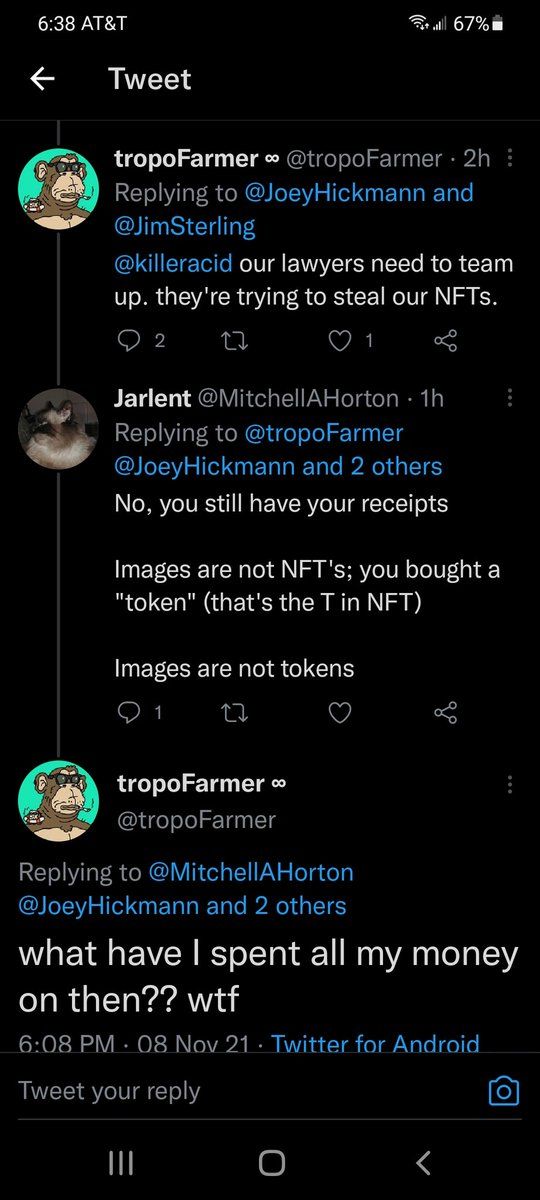 6:38 AT&T 67%
Tweet
tropoFarmer ∞ @tropoFarmer · 2h
Replying to @JoeyHickmann and
@JimSterling
@killeracid our lawyers need to team
up. they're trying to steal our NFTs.
2 1
Jarlent @MitchellAHorton · 1h
Replying to @tropoFarmer
@JoeyHickmann and 2 others
No, you still have your receipts
Images are not NFT's; you bought a
"token" (that's the T in NFT)
Images are not tokens
1
tropoFarmer ∞
@tropoFarmer
Replying to @MitchellAHorton
@JoeyHickmann and 2 others
what have I spent all my money
on then?? wtf
6:08 PM · 08 Nov 21 · Twitter for Android
Tweet your reply